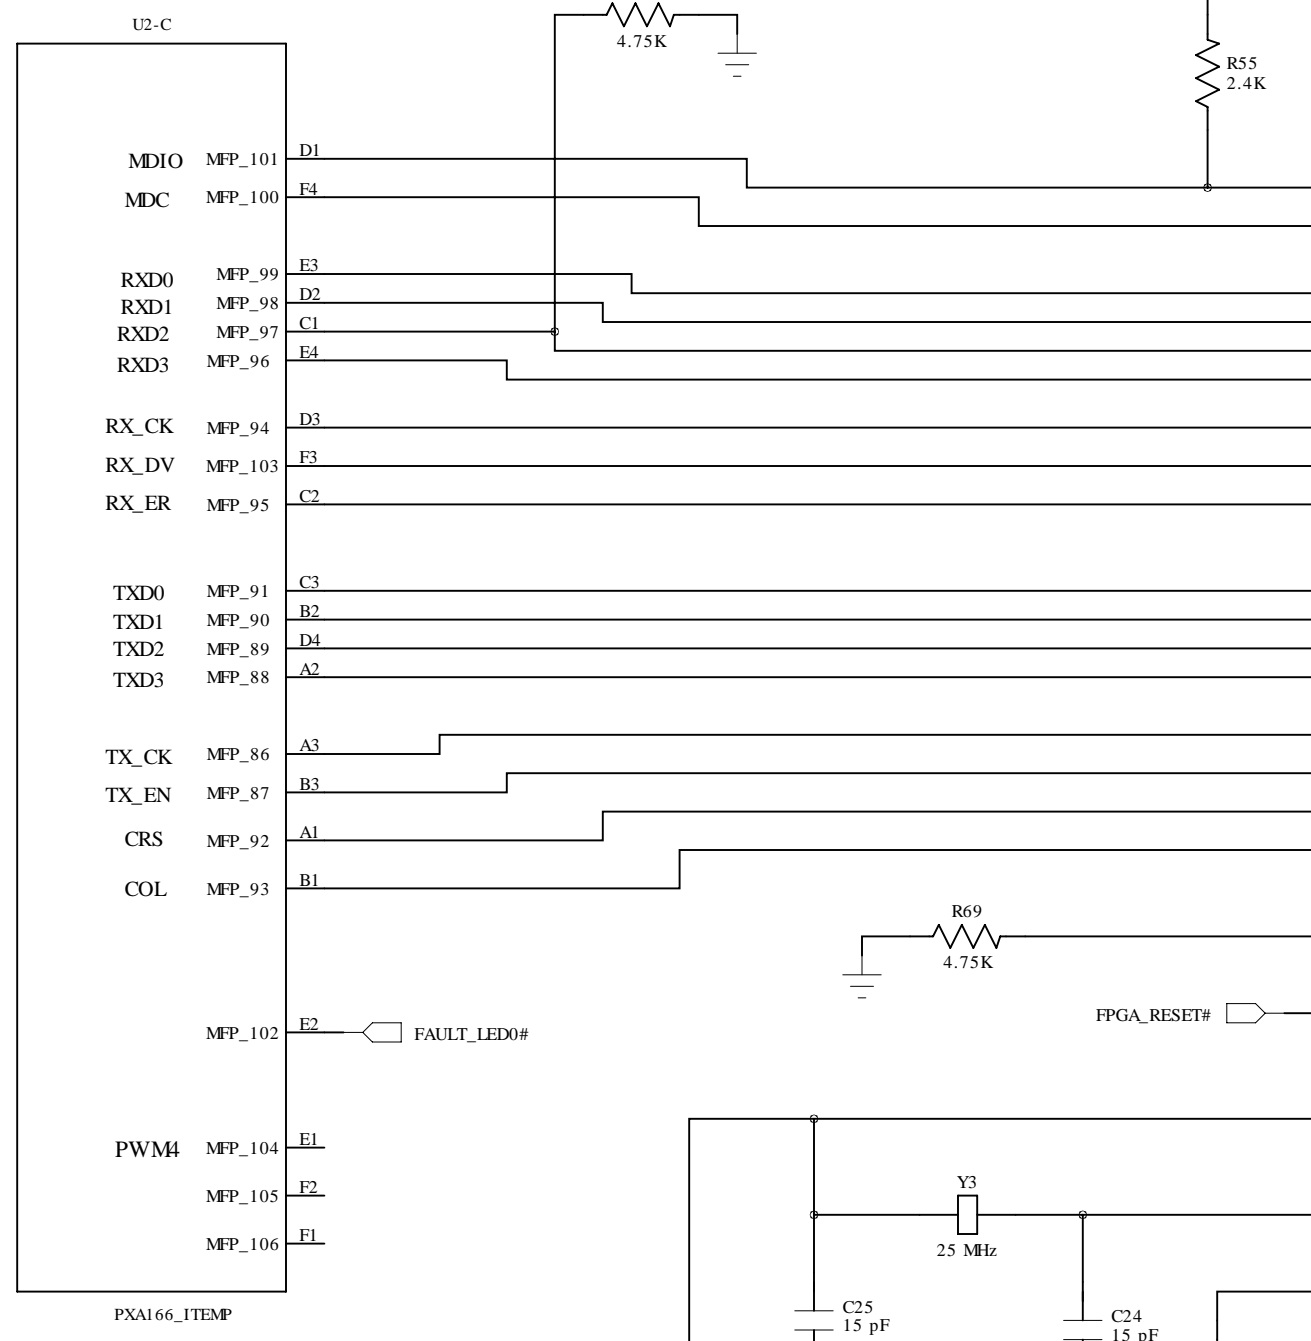 U2-C
4.75K
R55
2.4K
MDIO MFP_101 D1
MDC MFP_100 F4
RXD0 MFP_99 E3
RXD1 MFP_98 D2
RXD2 MFP_97 C1
RXD3 MFP_96 E4
RX_CK MFP_94 D3
RX_DV MFP_103 F3
RX_ER MFP_95 C2
TXD0 MFP_91 C3
TXD1 MFP_90 B2
TXD2 MFP_89 D4
TXD3 MFP_88 A2
TX_CK MFP_86 A3
TX_EN MFP_87 B3
CRS MFP_92 A1
COL MFP_93 B1
R69
4.75K
MFP_102 E2 FAULT_LED0#
FPGA_RESET#
PWM4 MFP_104 E1
MFP_105 F2
MFP_106 F1
Y3
25 MHz
PXA166_ITEMP
C25
15 pF
C24
15 pF